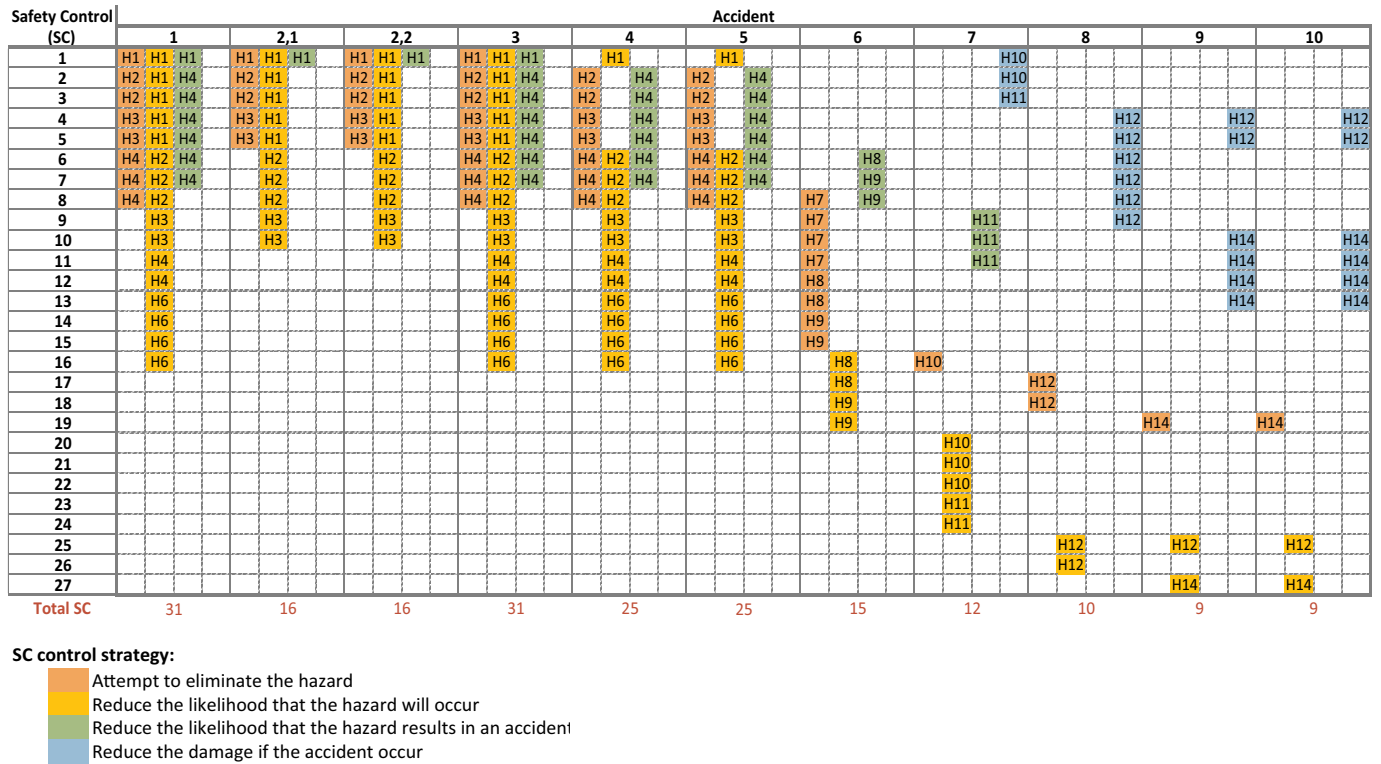 Safety Control Accident
(SC) 1 2,1 2,2 3 4 5 6 7 8 9 10
1 H1 H1 H1 H1 H1 H1 H1 H1 H1 H1 H1 H1 H1 H1 H10
2 H2 H1 H4 H2 H1 H2 H1 H2 H1 H4 H2 H4 H2 H4 H10
3 H2 H1 H4 H2 H1 H2 H1 H2 H1 H4 H2 H4 H2 H4 H11
4 H3 H1 H4 H3 H1 H3 H1 H3 H1 H4 H3 H4 H3 H4 H12 H12 H12
5 H3 H1 H4 H3 H1 H3 H1 H3 H1 H4 H3 H4 H3 H4 H12 H12 H12
6 H4 H2 H4 H2 H2 H4 H2 H4 H4 H2 H4 H4 H2 H4 H8 H12
7 H4 H2 H4 H2 H2 H4 H2 H4 H4 H2 H4 H4 H2 H4 H9 H12
8 H4 H2 H2 H2 H4 H2 H4 H2 H4 H2 H7 H9 H12
9 H3 H3 H3 H3 H3 H3 H7 H11 H12
10 H3 H3 H3 H3 H3 H3 H7 H11 H14 H14
11 H4 H4 H4 H4 H7 H11 H14 H14
12 H4 H4 H4 H4 H8 H14 H14
13 H6 H6 H6 H6 H8 H14 H14
14 H6 H6 H6 H6 H9
15 H6 H6 H6 H6 H9
16 H6 H6 H6 H6 H8 H10
17 H8 H12
18 H9 H12
19 H9 H14 H14
20 H10
21 H10
22 H10
23 H11
24 H11
25 H12 H12 H12
26 H12
27 H14 H14
Total SC 31 16 16 31 25 25 15 12 10 9 9
SC control strategy:
Attempt to eliminate the hazard
Reduce the likelihood that the hazard will occur
Reduce the likelihood that the hazard results in an accident
Reduce the damage if the accident occur